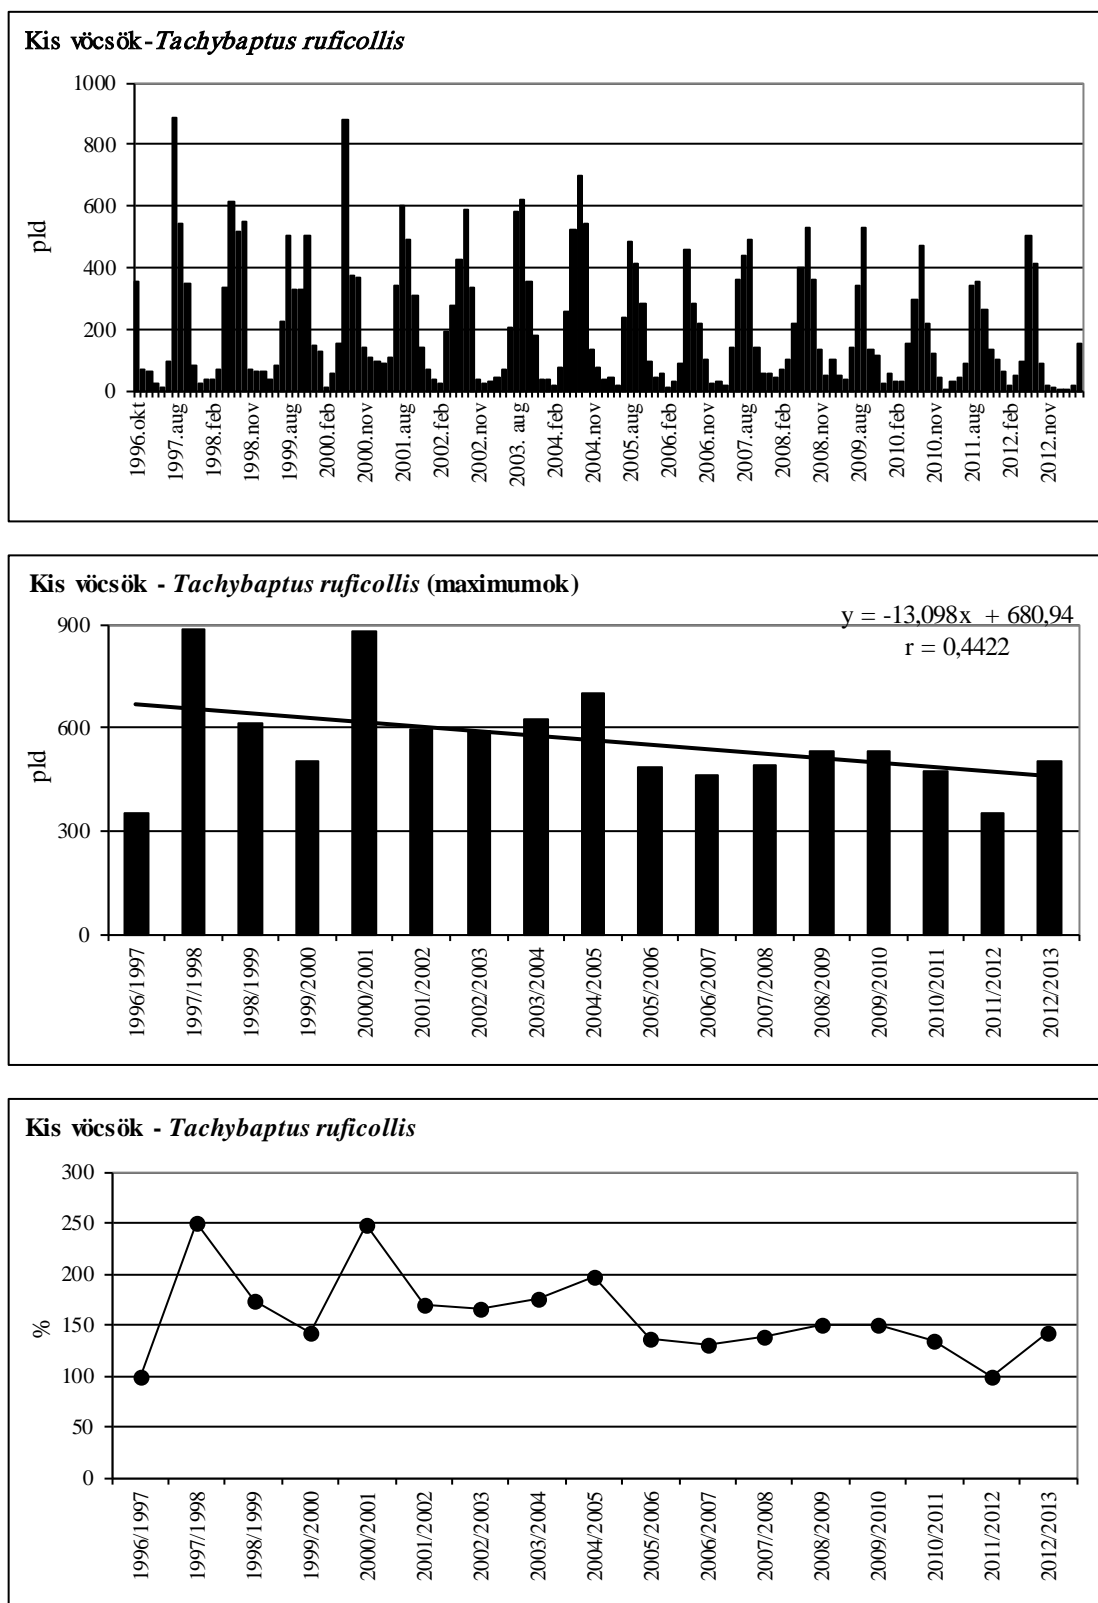 Kis vöcsök-Tachybaptus ruficollis
1000
800
600
400
200
0
pld
1996.okt
1997.aug
1998.feb
1998.nov
1999.aug
2000.feb
2000.nov
2001.aug
2002.feb
2002.nov
2003. aug
2004.feb
2004.nov
2005.aug
2006.feb
2006.nov
2007.aug
2008.feb
2008.nov
2009.aug
2010.feb
2010.nov
2011.aug
2012.feb
2012.nov
Kis vöcsök - Tachybaptus ruficollis (maximumok)
y = -13,098x + 680,94
r = 0,4422
900
600
300
0
pld
1996/1997
1997/1998
1998/1999
1999/2000
2000/2001
2001/2002
2002/2003
2003/2004
2004/2005
2005/2006
2006/2007
2007/2008
2008/2009
2009/2010
2010/2011
2011/2012
2012/2013
Kis vöcsök - Tachybaptus ruficollis
300
250
200
150
100
50
0
%
1996/1997
1997/1998
1998/1999
1999/2000
2000/2001
2001/2002
2002/2003
2003/2004
2004/2005
2005/2006
2006/2007
2007/2008
2008/2009
2009/2010
2010/2011
2011/2012
2012/2013